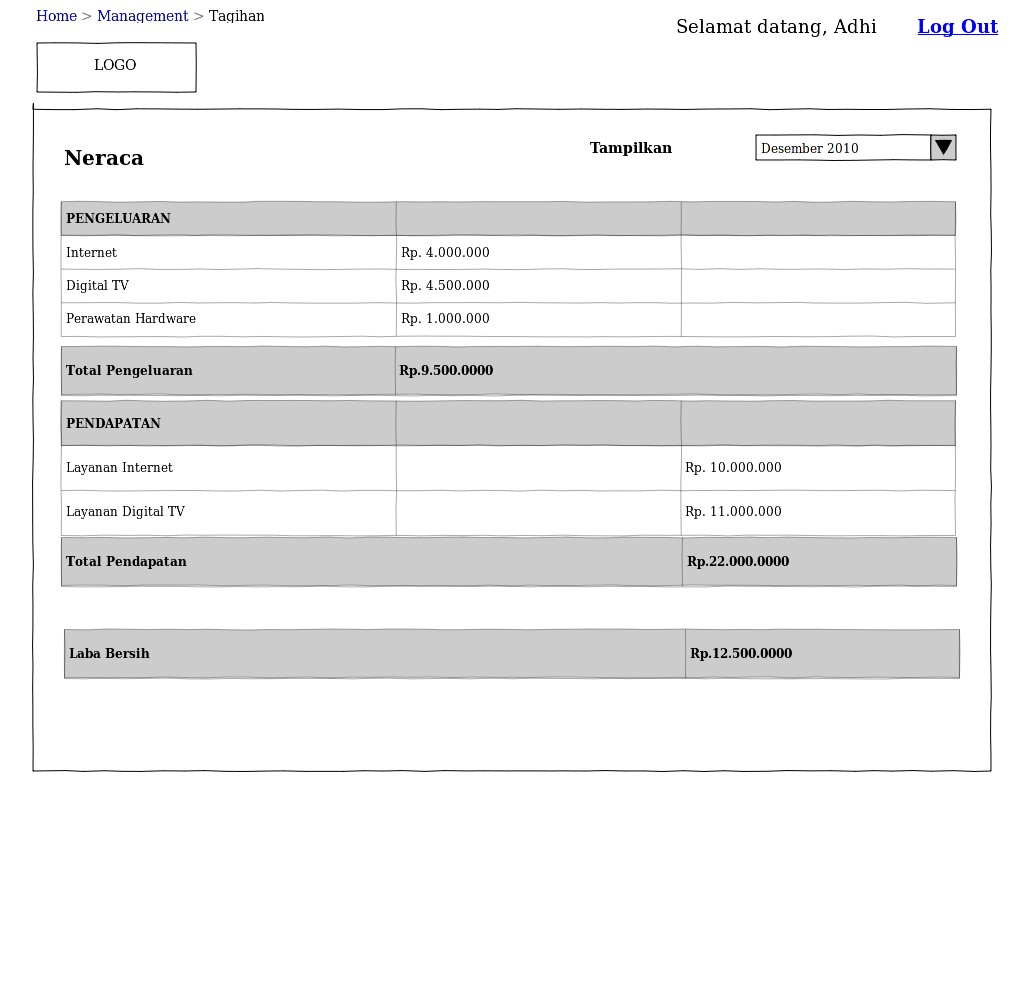 Home > Management > Tagihan
Selamat datang, Adhi Log Out
LOGO
Neraca
Tampilkan Desember 2010
PENGELUARAN
Internet Rp. 4.000.000
Digital TV Rp. 4.500.000
Perawatan Hardware Rp. 1.000.000
Total Pengeluaran Rp.9.500.0000
PENDAPATAN
Layanan Internet Rp. 10.000.000
Layanan Digital TV Rp. 11.000.000
Total Pendapatan Rp.22.000.0000
Laba Bersih Rp.12.500.0000